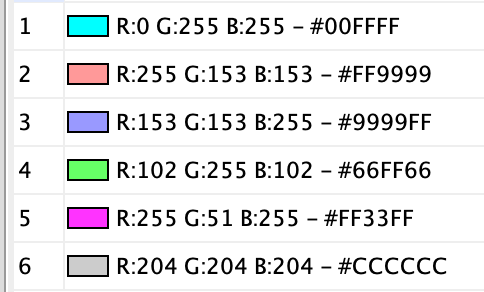 1 R:0 G:255 B:255 – #00FFFF
2 R:255 G:153 B:153 – #FF9999
3 R:153 G:153 B:255 – #9999FF
4 R:102 G:255 B:102 – #66FF66
5 R:255 G:51 B:255 – #FF33FF
6 R:204 G:204 B:204 – #CCCCCC